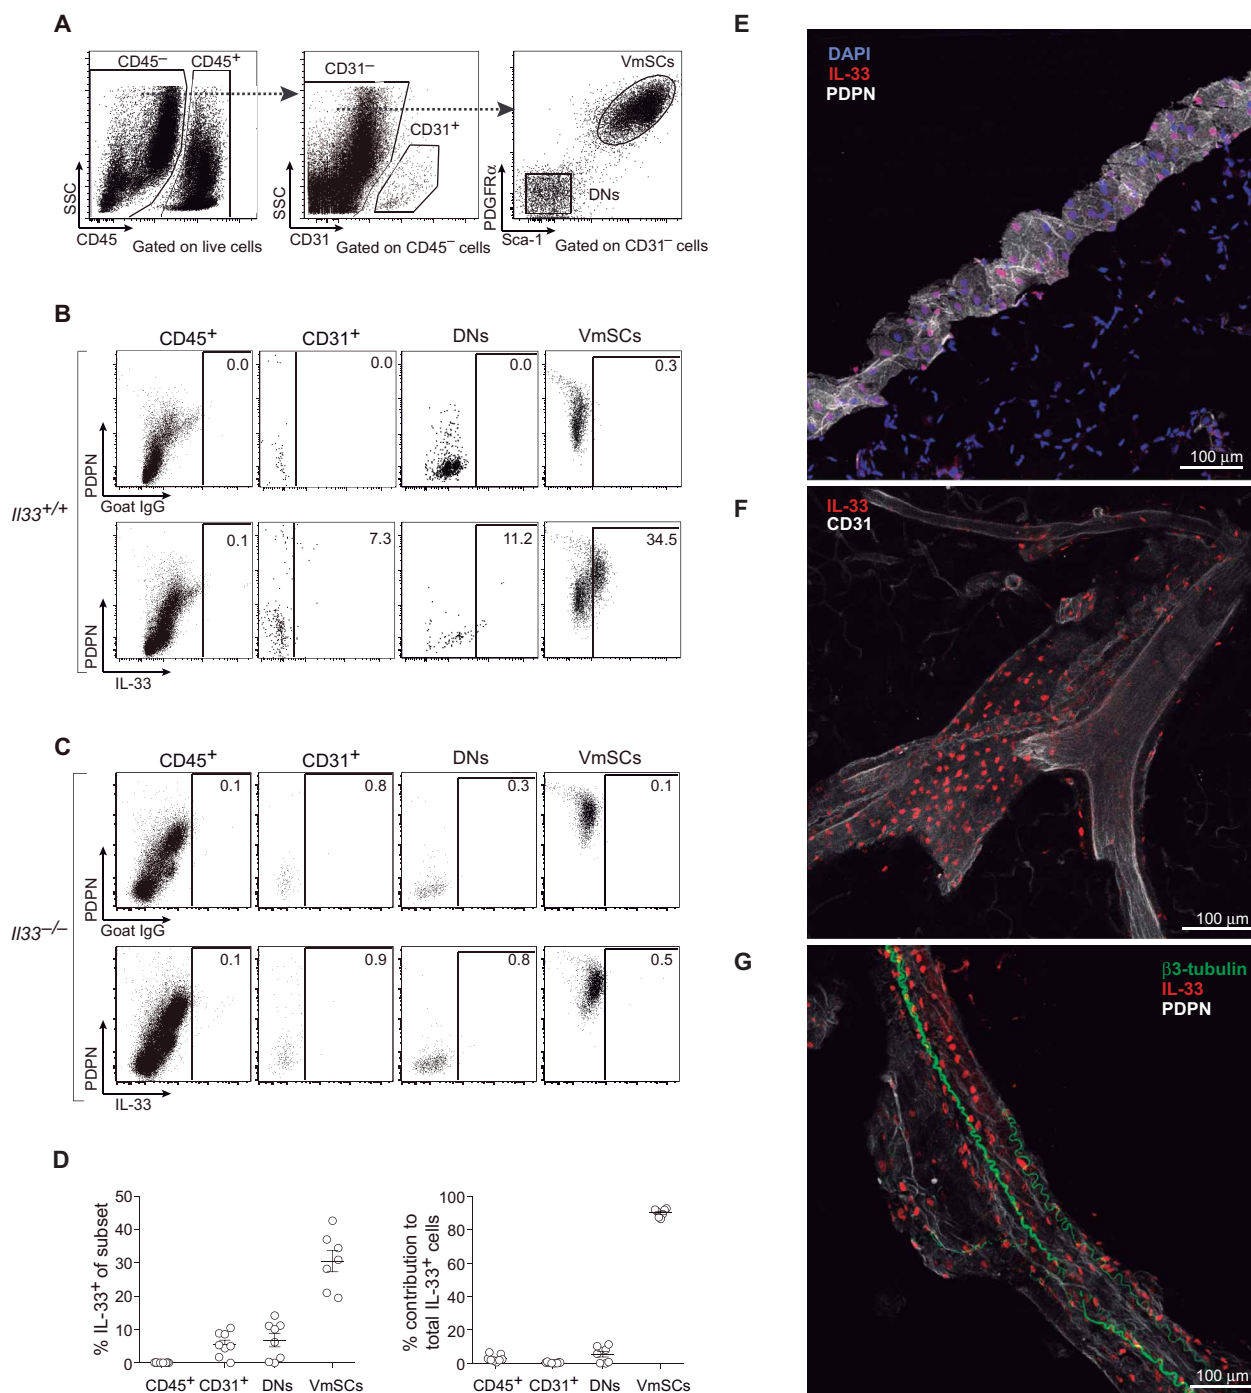 A
CD45– CD45+
SSC
CD45
Gated on live cells
CD31–
CD31+
SSC
CD31
Gated on CD45– cells
VmSCs
DNs
PDGFRα
Sca-1
Gated on CD31– cells
B
CD45+ CD31+ DNs VmSCs
Il33+/+
0.0 0.0 0.0 0.3
PDPN
Goat IgG
0.1 7.3 11.2 34.5
PDPN
IL-33
C
CD45+ CD31+ DNs VmSCs
Il33–/–
0.1 0.8 0.3 0.1
PDPN
Goat IgG
0.1 0.9 0.8 0.5
PDPN
IL-33
D
% IL-33+ of subset
50
40
30
20
10
0
CD45+ CD31+ DNs VmSCs
% contribution to
total IL-33+ cells
100
80
60
40
20
0
CD45+ CD31+ DNs VmSCs
E
DAPI
IL-33
PDPN
100 μm
F
IL-33
CD31
100 μm
G
β3-tubulin
IL-33
PDPN
100 μm